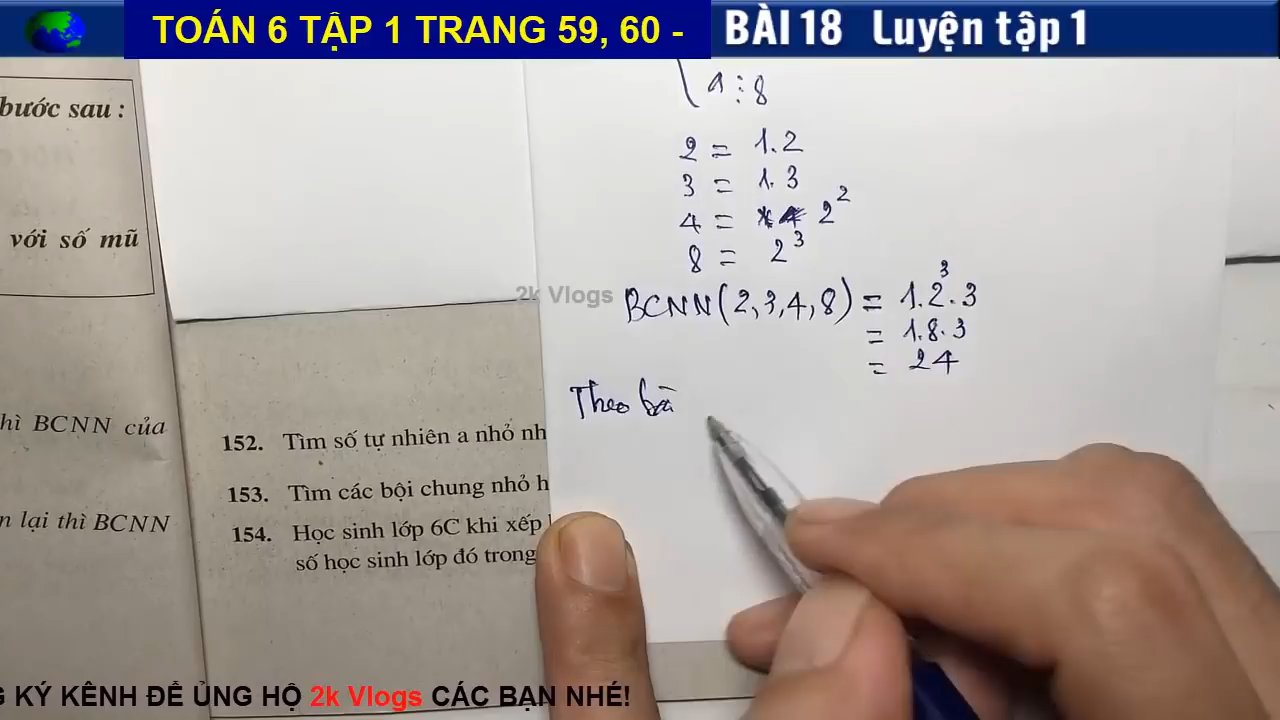 TOÁN 6 TẬP 1 TRANG 59, 60 -
BÀI 18 Luyện tập 1
bước sau :
với số mũ
hì BCNN của
n lại thì BCNN
152. Tìm số tự nhiên a nhỏ nh
153. Tìm các bội chung nhỏ h
154. Học sinh lớp 6C khi xếp
số học sinh lớp đó trong
a ⋮ 8
2 = 1.2
3 = 1.3
4 = 2²
8 = 2³
2k Vlogs
BCNN(2,3,4,8) = 1.2³.3
= 1.8.3
= 24
Theo bài
G KÝ KÊNH ĐỂ ỦNG HỘ 2k Vlogs CÁC BẠN NHÉ!